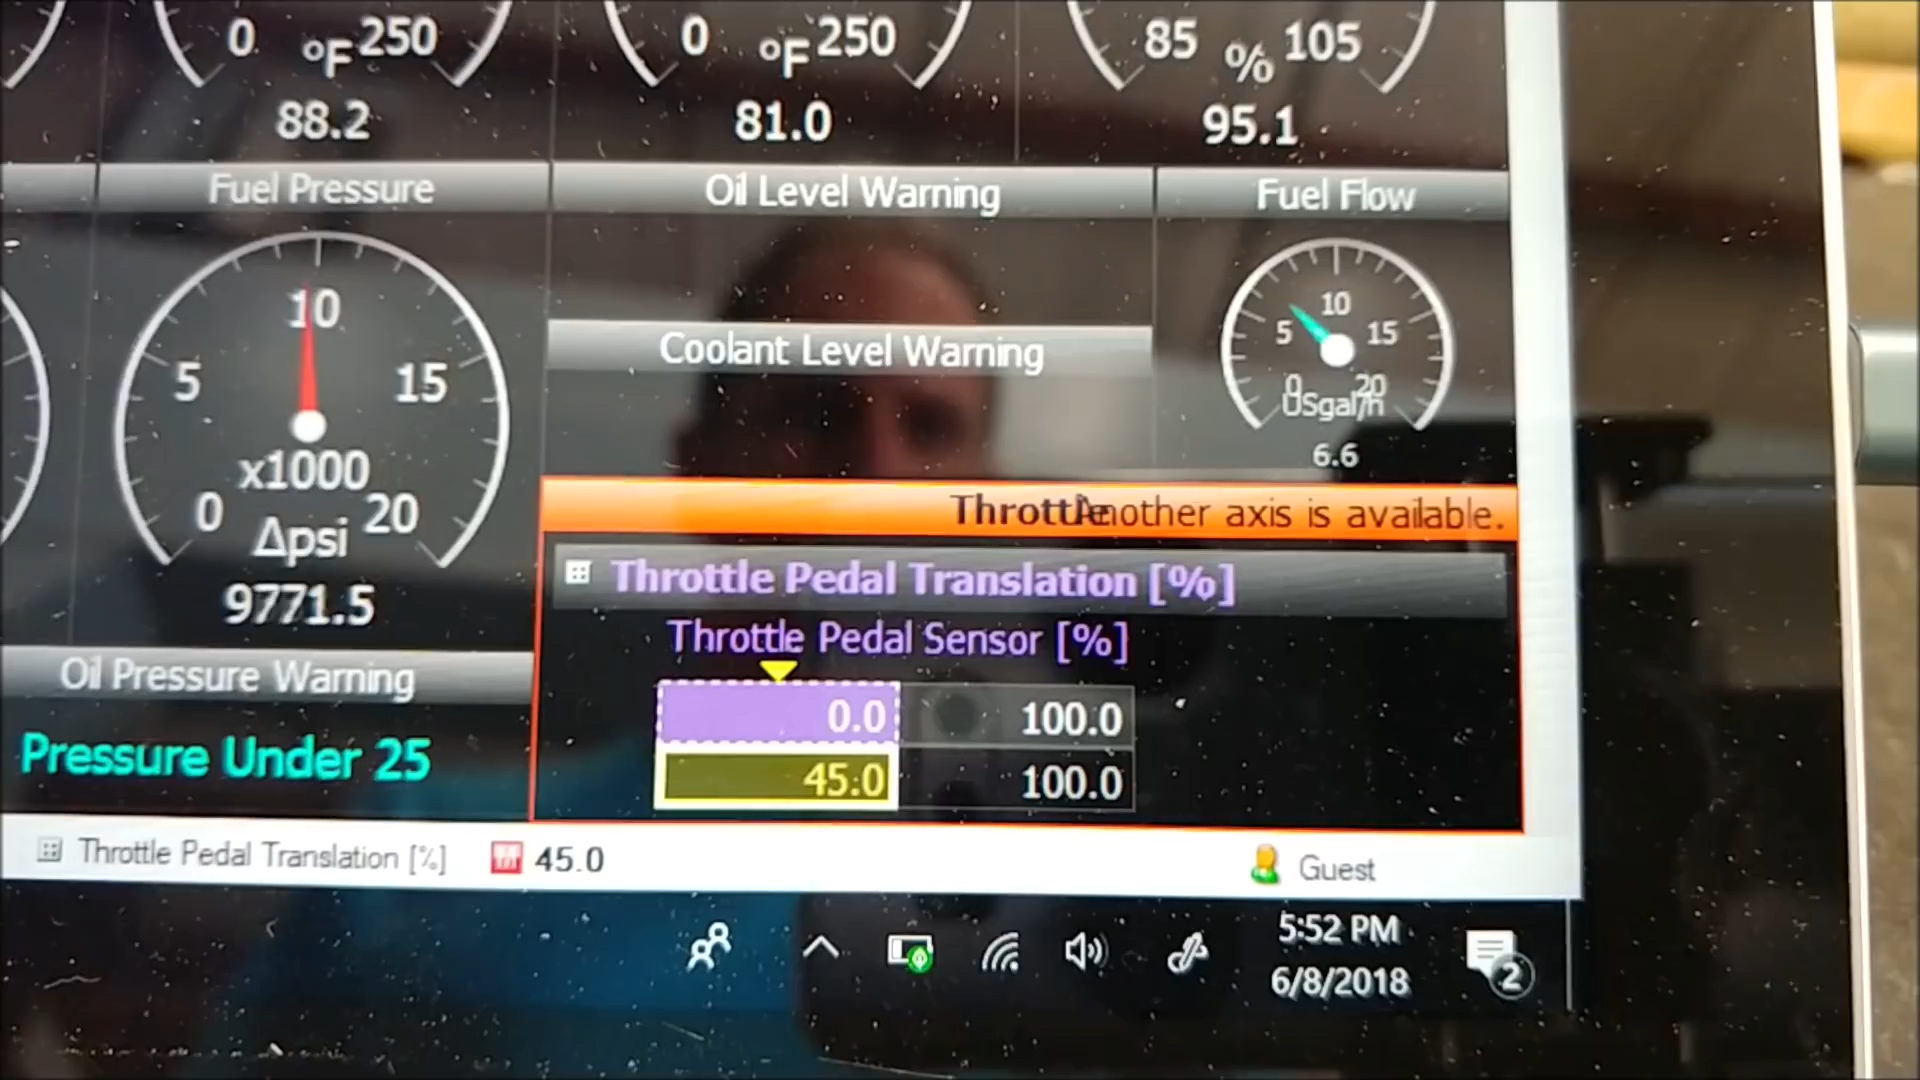 0 °F 250
88.2
0 °F 250
81.0
85 % 105
95.1
Fuel Pressure
10
5 15
x1000
0 Δpsi 20
9771.5
Oil Level Warning
Coolant Level Warning
Fuel Flow
10
5 15
0 20
USgal/h
6.6
Throttle Another axis is available.
Throttle Pedal Translation [%]
Throttle Pedal Sensor [%]
0.0 100.0
45.0 100.0
Oil Pressure Warning
Pressure Under 25
Throttle Pedal Translation [%] 45.0 Guest
5:52 PM
6/8/2018
2